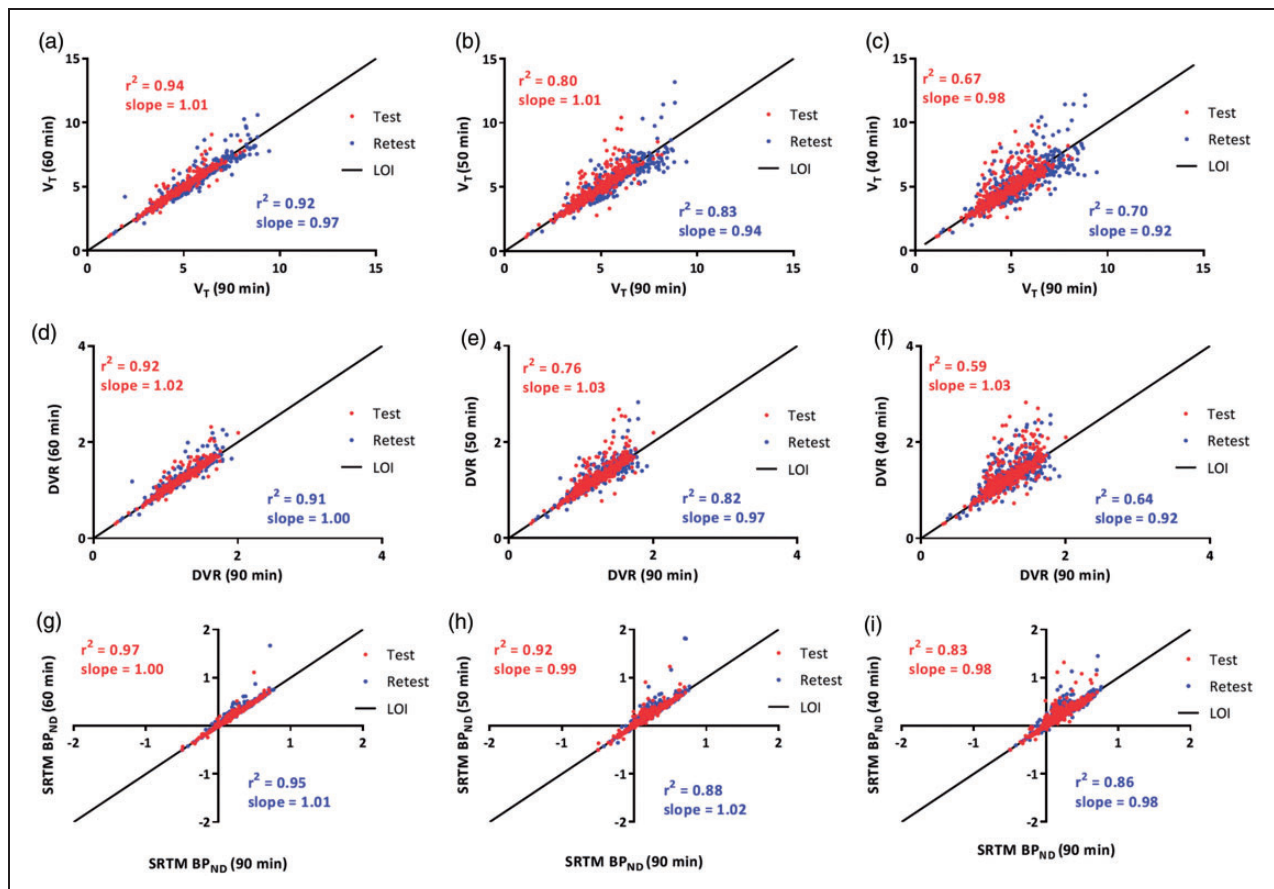 (a)
15
10
5
0
V_T (60 min)
r² = 0.94
slope = 1.01
Test
Retest
LOI
r² = 0.92
slope = 0.97
0 5 10 15
V_T (90 min)
(b)
15
10
5
0
V_T (50 min)
r² = 0.80
slope = 1.01
Test
Retest
LOI
r² = 0.83
slope = 0.94
0 5 10 15
V_T (90 min)
(c)
15
10
5
0
V_T (40 min)
r² = 0.67
slope = 0.98
Test
Retest
LOI
r² = 0.70
slope = 0.92
0 5 10 15
V_T (90 min)
(d)
4
2
0
DVR (60 min)
r² = 0.92
slope = 1.02
Test
Retest
LOI
r² = 0.91
slope = 1.00
0 2 4
DVR (90 min)
(e)
4
2
0
DVR (50 min)
r² = 0.76
slope = 1.03
Test
Retest
LOI
r² = 0.82
slope = 0.97
0 2 4
DVR (90 min)
(f)
4
2
0
DVR (40 min)
r² = 0.59
slope = 1.03
Test
Retest
LOI
r² = 0.64
slope = 0.92
0 2 4
DVR (90 min)
(g)
SRTM BP_ND (60 min)
2
1
-1
-2
r² = 0.97
slope = 1.00
Test
Retest
LOI
-2 -1 1 2
r² = 0.95
slope = 1.01
SRTM BP_ND (90 min)
(h)
SRTM BP_ND (50 min)
2
1
-1
-2
r² = 0.92
slope = 0.99
Test
Retest
LOI
-2 -1 1 2
r² = 0.88
slope = 1.02
SRTM BP_ND (90 min)
(i)
SRTM BP_ND (40 min)
2
1
-1
-2
r² = 0.83
slope = 0.98
Test
Retest
LOI
-2 -1 1 2
r² = 0.86
slope = 0.98
SRTM BP_ND (90 min)